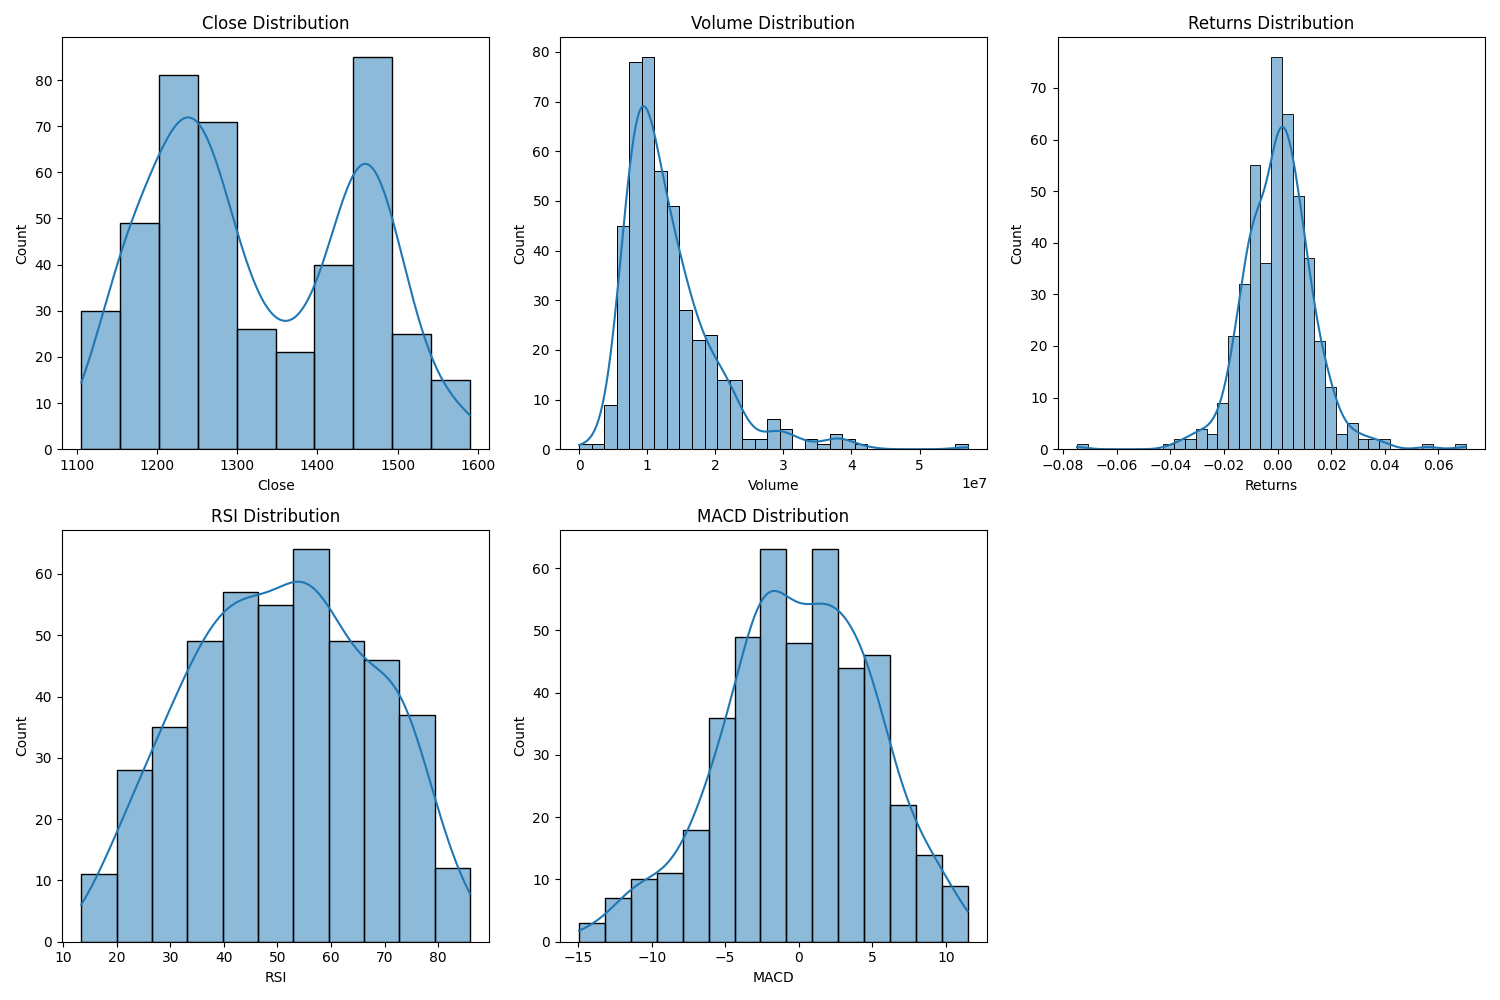 Close Distribution
Count
80
70
60
50
40
30
20
10
0
1100 1200 1300 1400 1500 1600
Close
Volume Distribution
Count
80
70
60
50
40
30
20
10
0
0 1 2 3 4 5
Volume
1e7
Returns Distribution
Count
70
60
50
40
30
20
10
0
−0.08 −0.06 −0.04 −0.02 0.00 0.02 0.04 0.06
Returns
RSI Distribution
Count
60
50
40
30
20
10
0
10 20 30 40 50 60 70 80
RSI
MACD Distribution
Count
60
50
40
30
20
10
0
−15 −10 −5 0 5 10
MACD